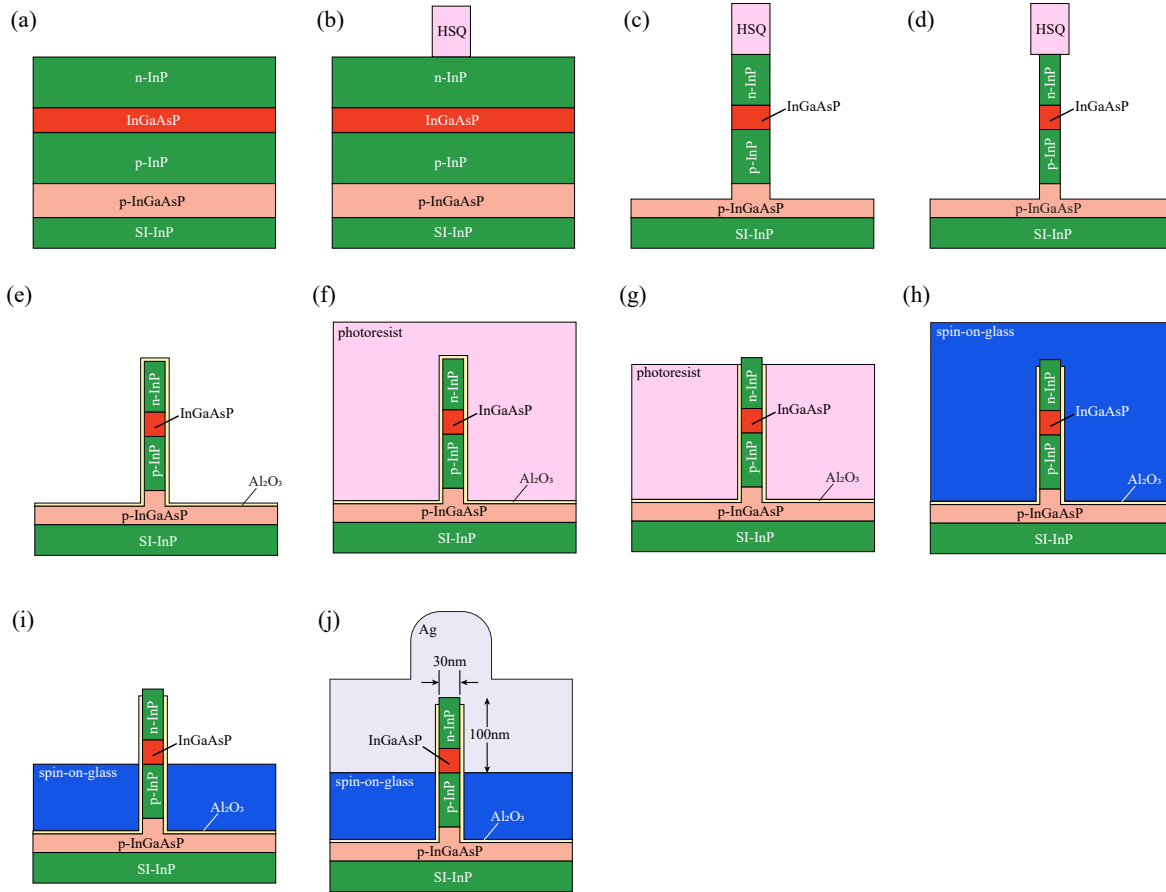 (a)
n-InP
InGaAsP
p-InP
p-InGaAsP
SI-InP
(b)
HSQ
n-InP
InGaAsP
p-InP
p-InGaAsP
SI-InP
(c)
HSQ
n-InP
InGaAsP
p-InP
p-InGaAsP
SI-InP
(d)
HSQ
n-InP
InGaAsP
p-InP
p-InGaAsP
SI-InP
(e)
n-InP
InGaAsP
p-InP
Al₂O₃
p-InGaAsP
SI-InP
(f)
photoresist
n-InP
InGaAsP
p-InP
Al₂O₃
p-InGaAsP
SI-InP
(g)
photoresist
n-InP
InGaAsP
p-InP
Al₂O₃
p-InGaAsP
SI-InP
(h)
spin-on-glass
n-InP
InGaAsP
p-InP
Al₂O₃
p-InGaAsP
SI-InP
(i)
n-InP
InGaAsP
spin-on-glass
p-InP
Al₂O₃
p-InGaAsP
SI-InP
(j)
Ag
30nm
n-InP
100nm
InGaAsP
spin-on-glass
p-InP
Al₂O₃
p-InGaAsP
SI-InP